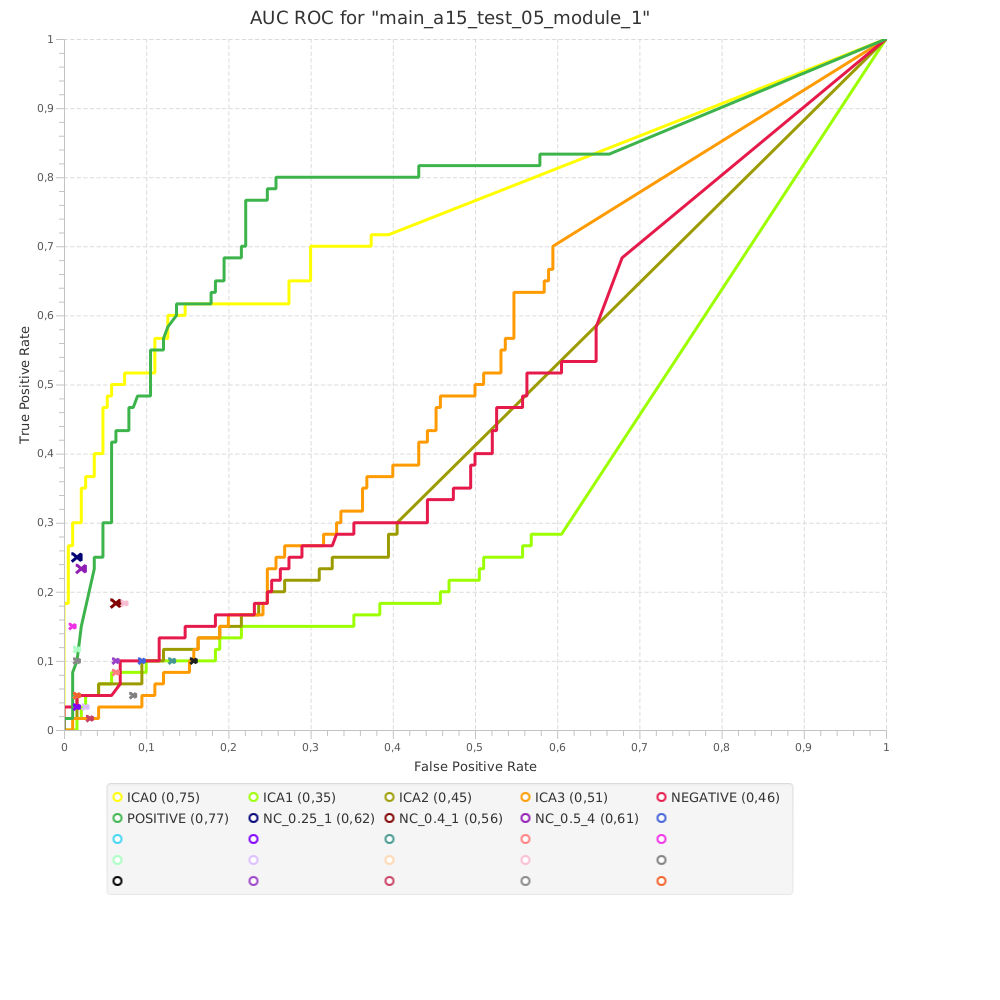 AUC ROC for "main_a15_test_05_module_1"
1
0,9
0,8
0,7
0,6
0,5
0,4
0,3
0,2
0,1
0
True Positive Rate
0 0,1 0,2 0,3 0,4 0,5 0,6 0,7 0,8 0,9 1
False Positive Rate
ICA0 (0,75) ICA1 (0,35) ICA2 (0,45) ICA3 (0,51) NEGATIVE (0,46)
POSITIVE (0,77) NC_0.25_1 (0,62) NC_0.4_1 (0,56) NC_0.5_4 (0,61)